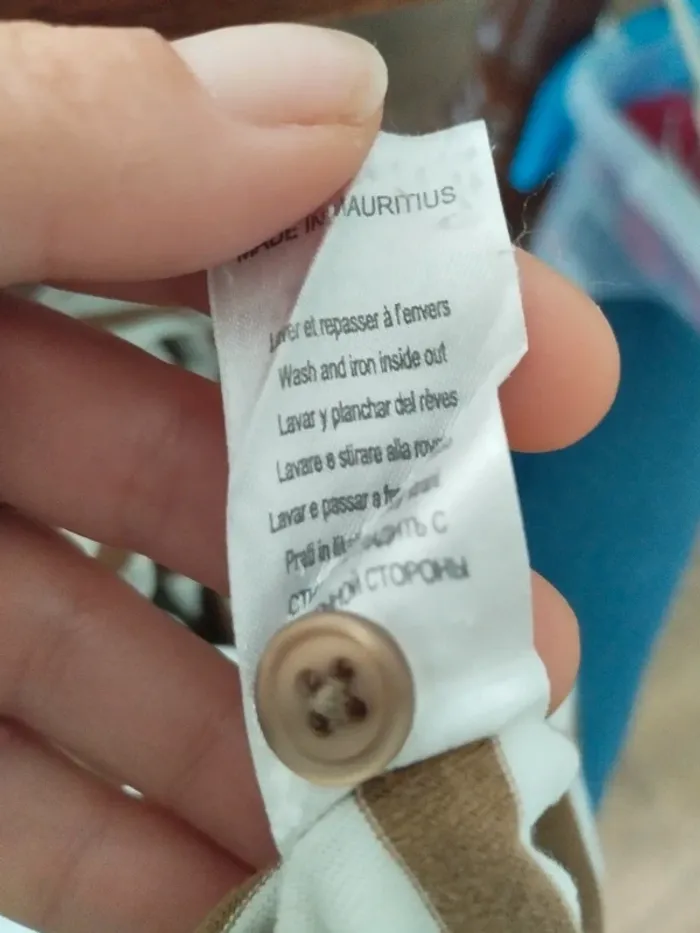 MADE IN MAURITIUS
Laver et repasser à l'envers
Wash and iron inside out
Lavar y planchar del rêves
Lavare e stirare alla
Lavar e passar a
in
СТОРОНЫ